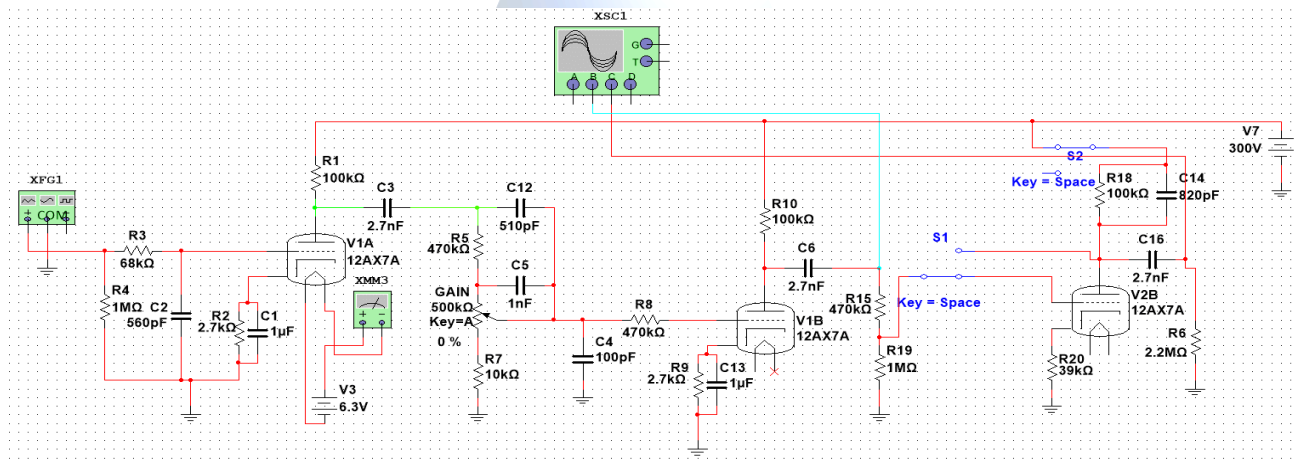 XSC1
G
T
A B C D
V7
300V
S2
Key = Space
R18
100kΩ
C14
820pF
R1
100kΩ
XFG1
COM
C3
2.7nF
C12
510pF
R10
100kΩ
R3
68kΩ
V1A
12AX7A
R5
470kΩ
C6
2.7nF
S1
C16
2.7nF
XMM3
R4
1MΩ
C2
560pF
R2
2.7kΩ
C1
1µF
GAIN
500kΩ
Key=A
0 %
C5
1nF
R8
470kΩ
V1B
12AX7A
R15
470kΩ
Key = Space
V2B
12AX7A
R6
2.2MΩ
C4
100pF
R7
10kΩ
R9
2.7kΩ
C13
1µF
R19
1MΩ
R20
39kΩ
V3
6.3V